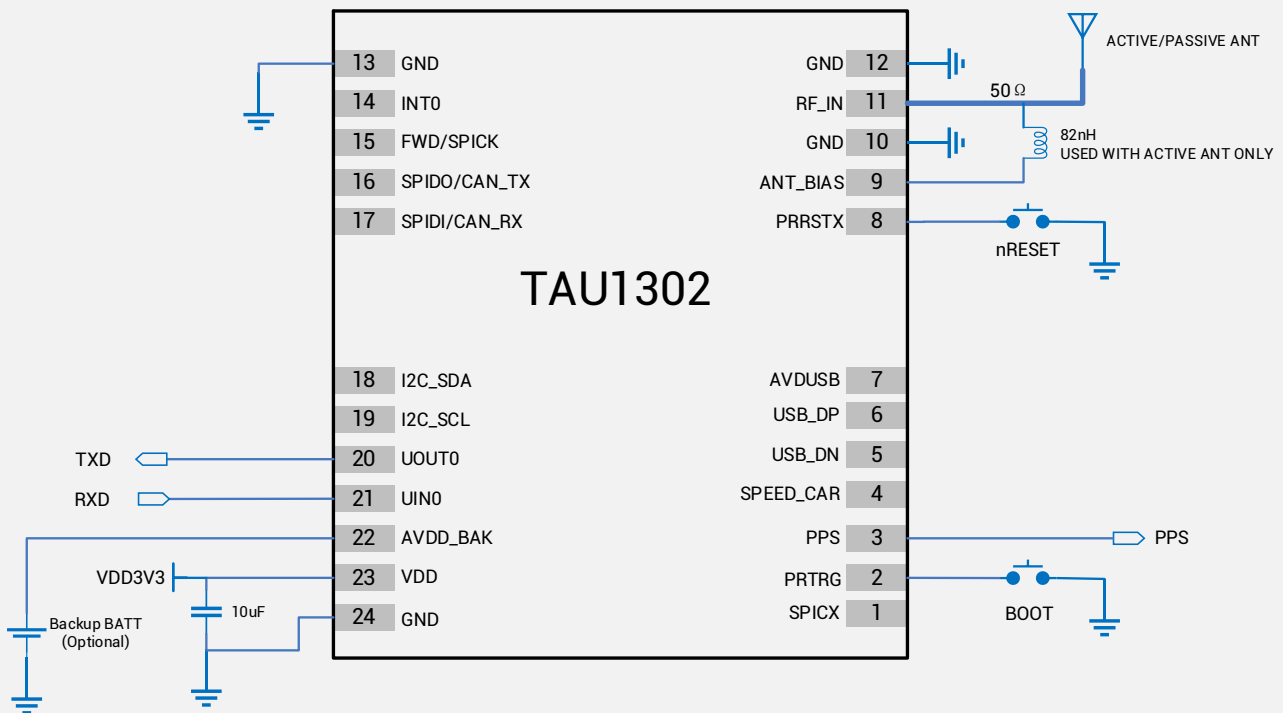 ACTIVE/PASSIVE ANT
13 GND
GND 12
14 INT0
RF_IN 11
50 Ω
15 FWD/SPICK
GND 10
82nH
USED WITH ACTIVE ANT ONLY
16 SPIDO/CAN_TX
ANT_BIAS 9
17 SPIDI/CAN_RX
PRRSTX 8
nRESET
TAU1302
18 I2C_SDA
AVDUSB 7
19 I2C_SCL
USB_DP 6
TXD
20 UOUT0
USB_DN 5
RXD
21 UIN0
SPEED_CAR 4
22 AVDD_BAK
PPS 3
PPS
VDD3V3
23 VDD
PRTRG 2
BOOT
10uF
24 GND
SPICX 1
Backup BATT
(Optional)